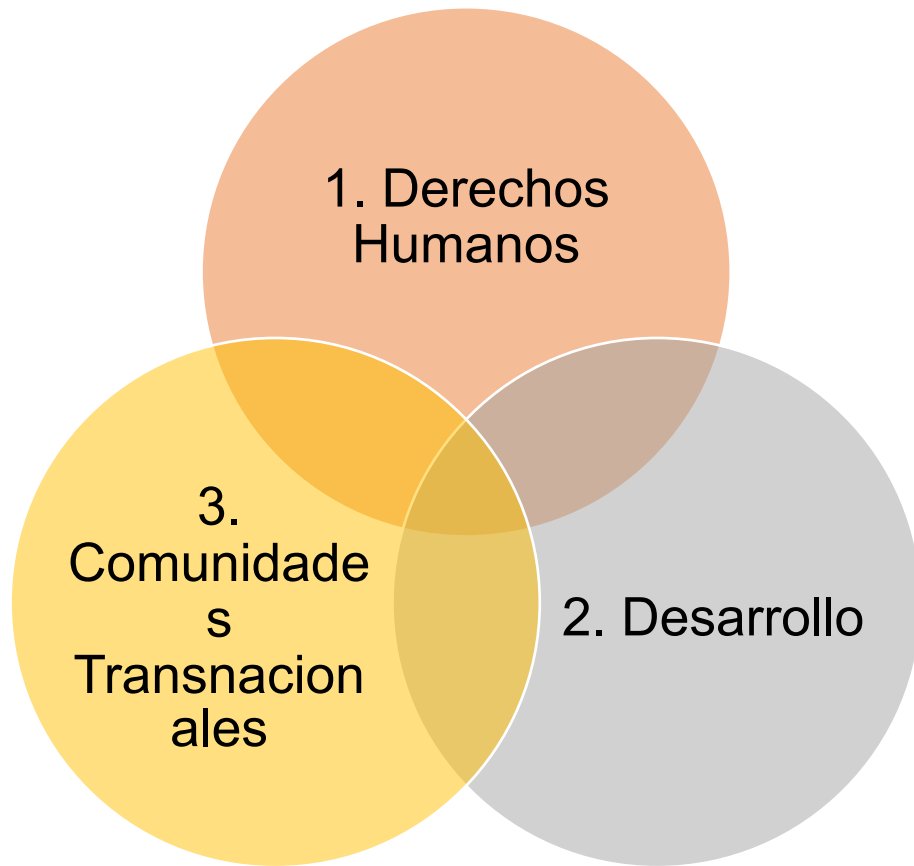 1. Derechos
Humanos
3.
Comunidade
s
Transnacion
ales
2. Desarrollo